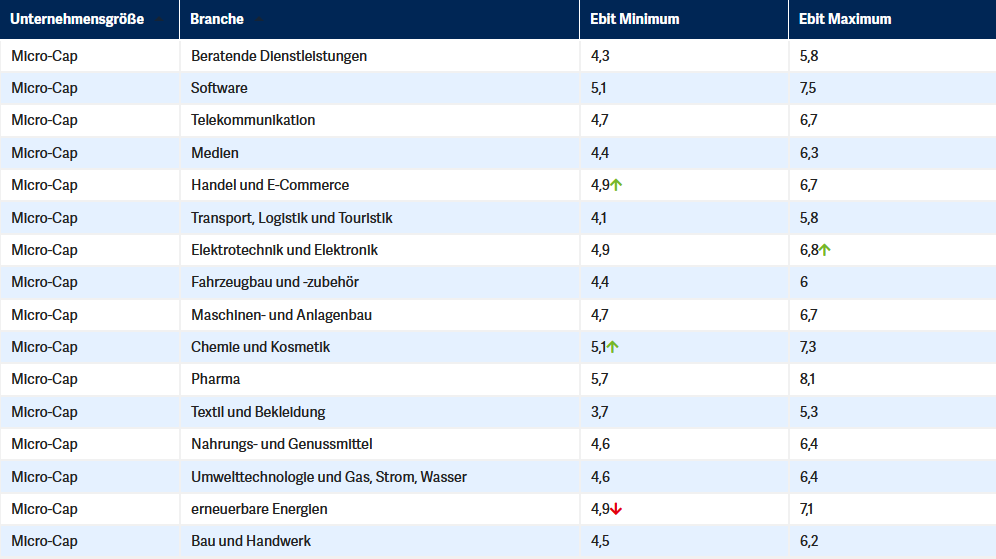 Unternehmensgröße Branche Ebit Minimum Ebit Maximum
Micro-Cap Beratende Dienstleistungen 4,3 5,8
Micro-Cap Software 5,1 7,5
Micro-Cap Telekommunikation 4,7 6,7
Micro-Cap Medien 4,4 6,3
Micro-Cap Handel und E-Commerce 4,9↑ 6,7
Micro-Cap Transport, Logistik und Touristik 4,1 5,8
Micro-Cap Elektrotechnik und Elektronik 4,9 6,8↑
Micro-Cap Fahrzeugbau und -zubehör 4,4 6
Micro-Cap Maschinen- und Anlagenbau 4,7 6,7
Micro-Cap Chemie und Kosmetik 5,1↑ 7,3
Micro-Cap Pharma 5,7 8,1
Micro-Cap Textil und Bekleidung 3,7 5,3
Micro-Cap Nahrungs- und Genussmittel 4,6 6,4
Micro-Cap Umwelttechnologie und Gas, Strom, Wasser 4,6 6,4
Micro-Cap erneuerbare Energien 4,9↓ 7,1
Micro-Cap Bau und Handwerk 4,5 6,2